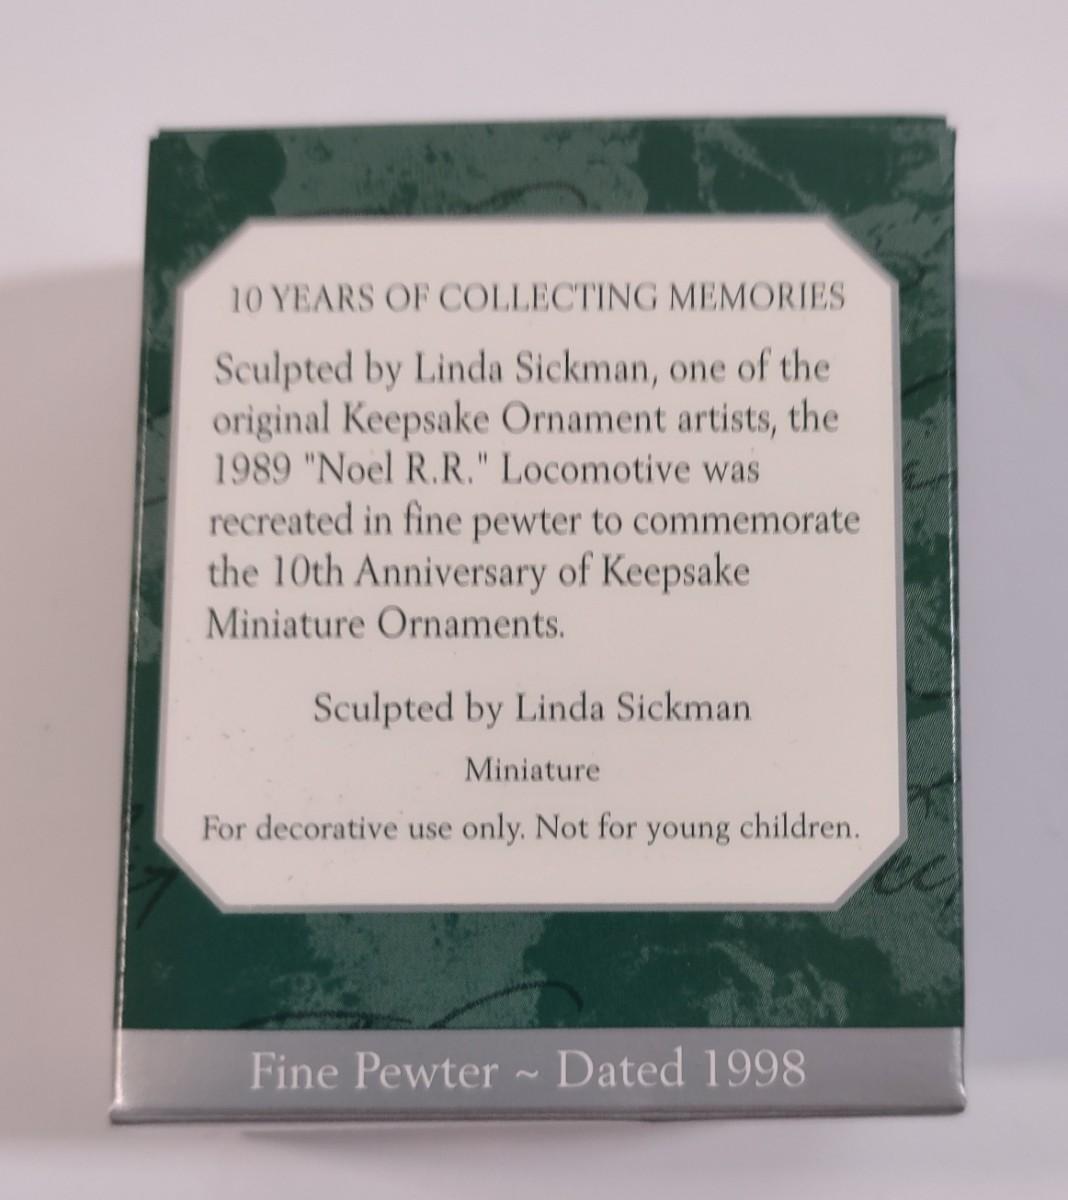 10 YEARS OF COLLECTING MEMORIES
Sculpted by Linda Sickman, one of the
original Keepsake Ornament artists, the
1989 "Noel R.R." Locomotive was
recreated in fine pewter to commemorate
the 10th Anniversary of Keepsake
Miniature Ornaments.
Sculpted by Linda Sickman
Miniature
For decorative use only. Not for young children.
Fine Pewter ~ Dated 1998